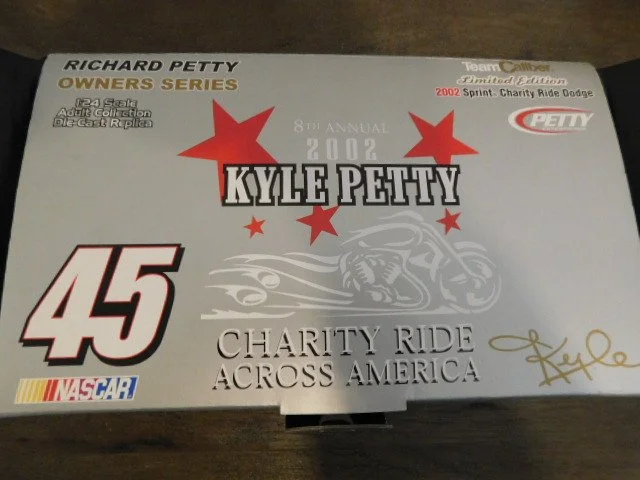 RICHARD PETTY
OWNERS SERIES
1:24 Scale
Adult Collection
Die-Cast Replica
Team Caliber
Limited Edition
2002 Sprint. Charity Ride Dodge
PETTY
8TH ANNUAL
2002
KYLE PETTY
45
NASCAR
CHARITY RIDE
ACROSS AMERICA
Kyle